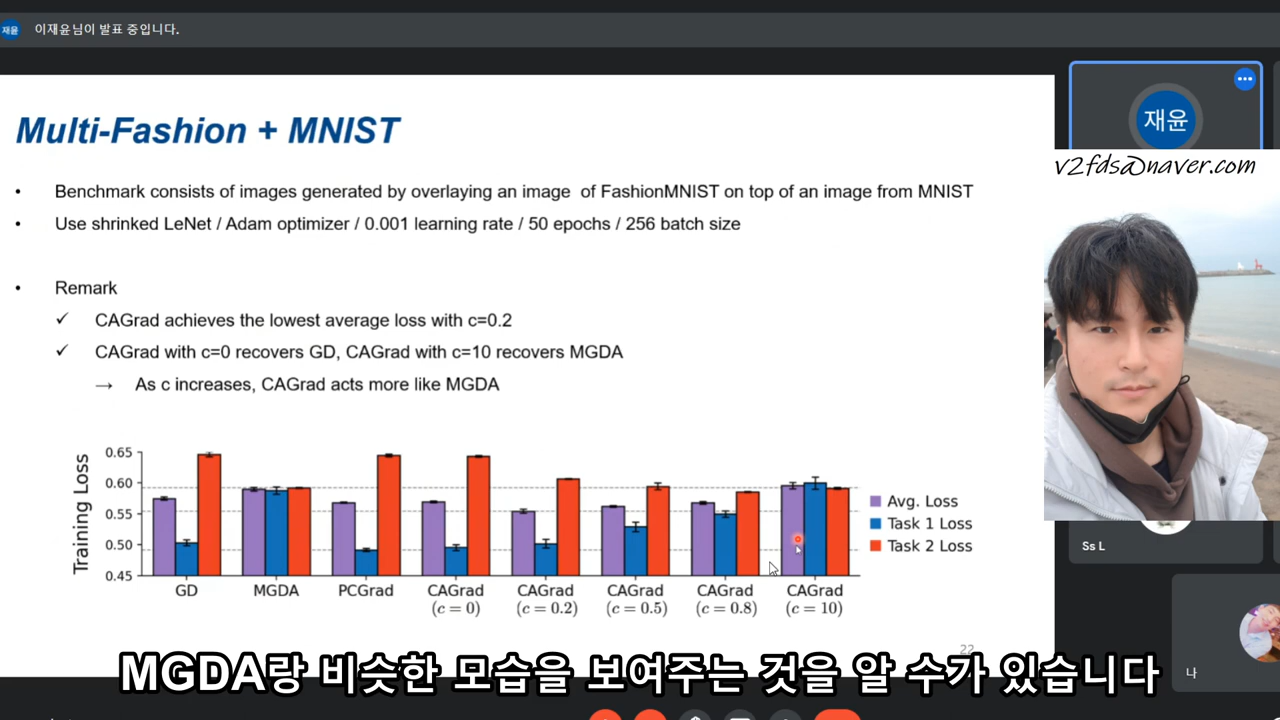 재윤 이재윤님이 발표 중입니다.
재윤
v2fds@naver.com
Multi-Fashion + MNIST
• Benchmark consists of images generated by overlaying an image of FashionMNIST on top of an image from MNIST
• Use shrinked LeNet / Adam optimizer / 0.001 learning rate / 50 epochs / 256 batch size
• Remark
✓ CAGrad achieves the lowest average loss with c=0.2
✓ CAGrad with c=0 recovers GD, CAGrad with c=10 recovers MGDA
→ As c increases, CAGrad acts more like MGDA
Training Loss
0.65
0.60
0.55
0.50
0.45
GD MGDA PCGrad CAGrad CAGrad CAGrad CAGrad CAGrad
(c = 0) (c = 0.2) (c = 0.5) (c = 0.8) (c = 10)
Avg. Loss
Task 1 Loss
Task 2 Loss
Ss L
22
나
MGDA랑 비슷한 모습을 보여주는 것을 알 수가 있습니다